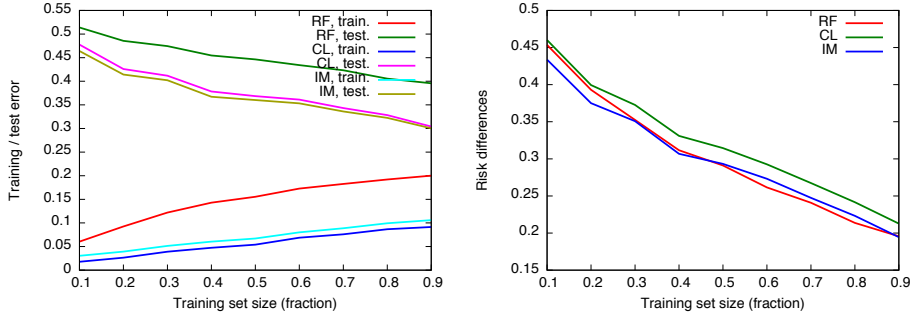 0.55
0.5
0.45
0.4
0.35
0.3
0.25
0.2
0.15
0.1
0.05
0
Training / test error
RF, train.
RF, test.
CL, train.
CL, test.
IM, train.
IM, test.
0.1 0.2 0.3 0.4 0.5 0.6 0.7 0.8 0.9
Training set size (fraction)
0.5
0.45
0.4
0.35
0.3
0.25
0.2
0.15
Risk differences
RF
CL
IM
0.1 0.2 0.3 0.4 0.5 0.6 0.7 0.8 0.9
Training set size (fraction)